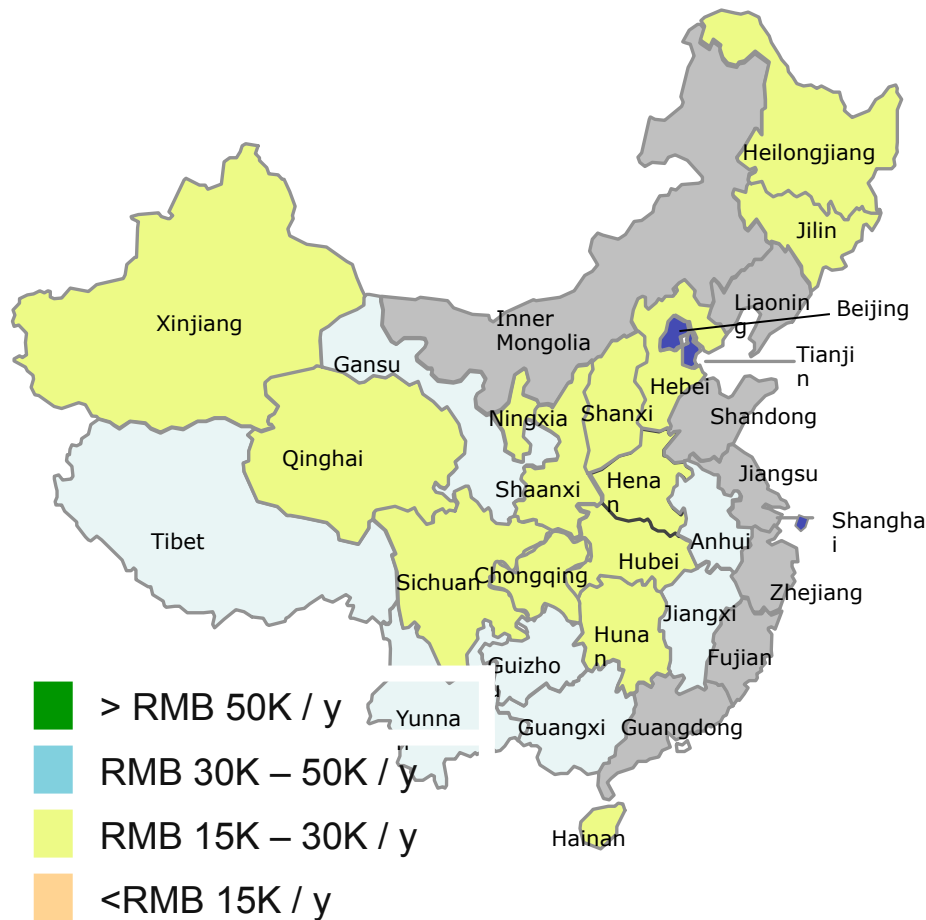 Heilongjiang
Jilin
Liaonin
g
Beijing
Xinjiang
Inner
Mongolia
Gansu
Tianji
n
Hebei
Ningxia
Shanxi
Shandong
Qinghai
Jiangsu
Shaanxi
Hena
n
Shangha
i
Tibet
Anhui
Hubei
Sichuan
Chongqing
Zhejiang
Jiangxi
Huna
n
Fujian
Guizho
u
Yunna
n
Guangxi
Guangdong
Hainan
> RMB 50K / y
RMB 30K – 50K / y
RMB 15K – 30K / y
<RMB 15K / y